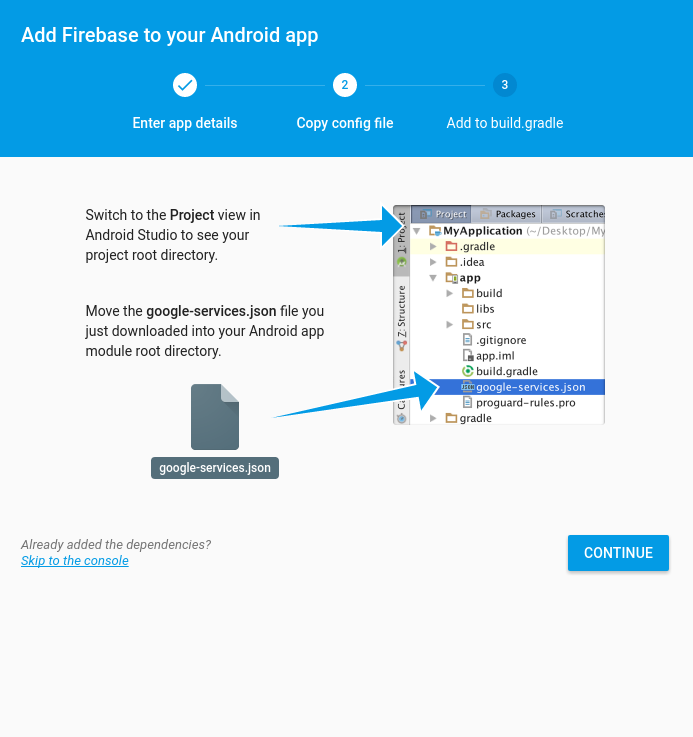 Add Firebase to your Android app
2
3
Enter app details
Copy config file
Add to build.gradle
Switch to the Project view in
Android Studio to see your
project root directory.
Move the google-services.json file you
just downloaded into your Android app
module root directory.
google-services.json
Project
Packages
Scratches
1: Project
Z: Structure
MyApplication (~/Desktop/My
.gradle
.idea
app
build
libs
src
.gitignore
app.iml
build.gradle
google-services.json
proguard-rules.pro
gradle
Already added the dependencies?
Skip to the console
CONTINUE